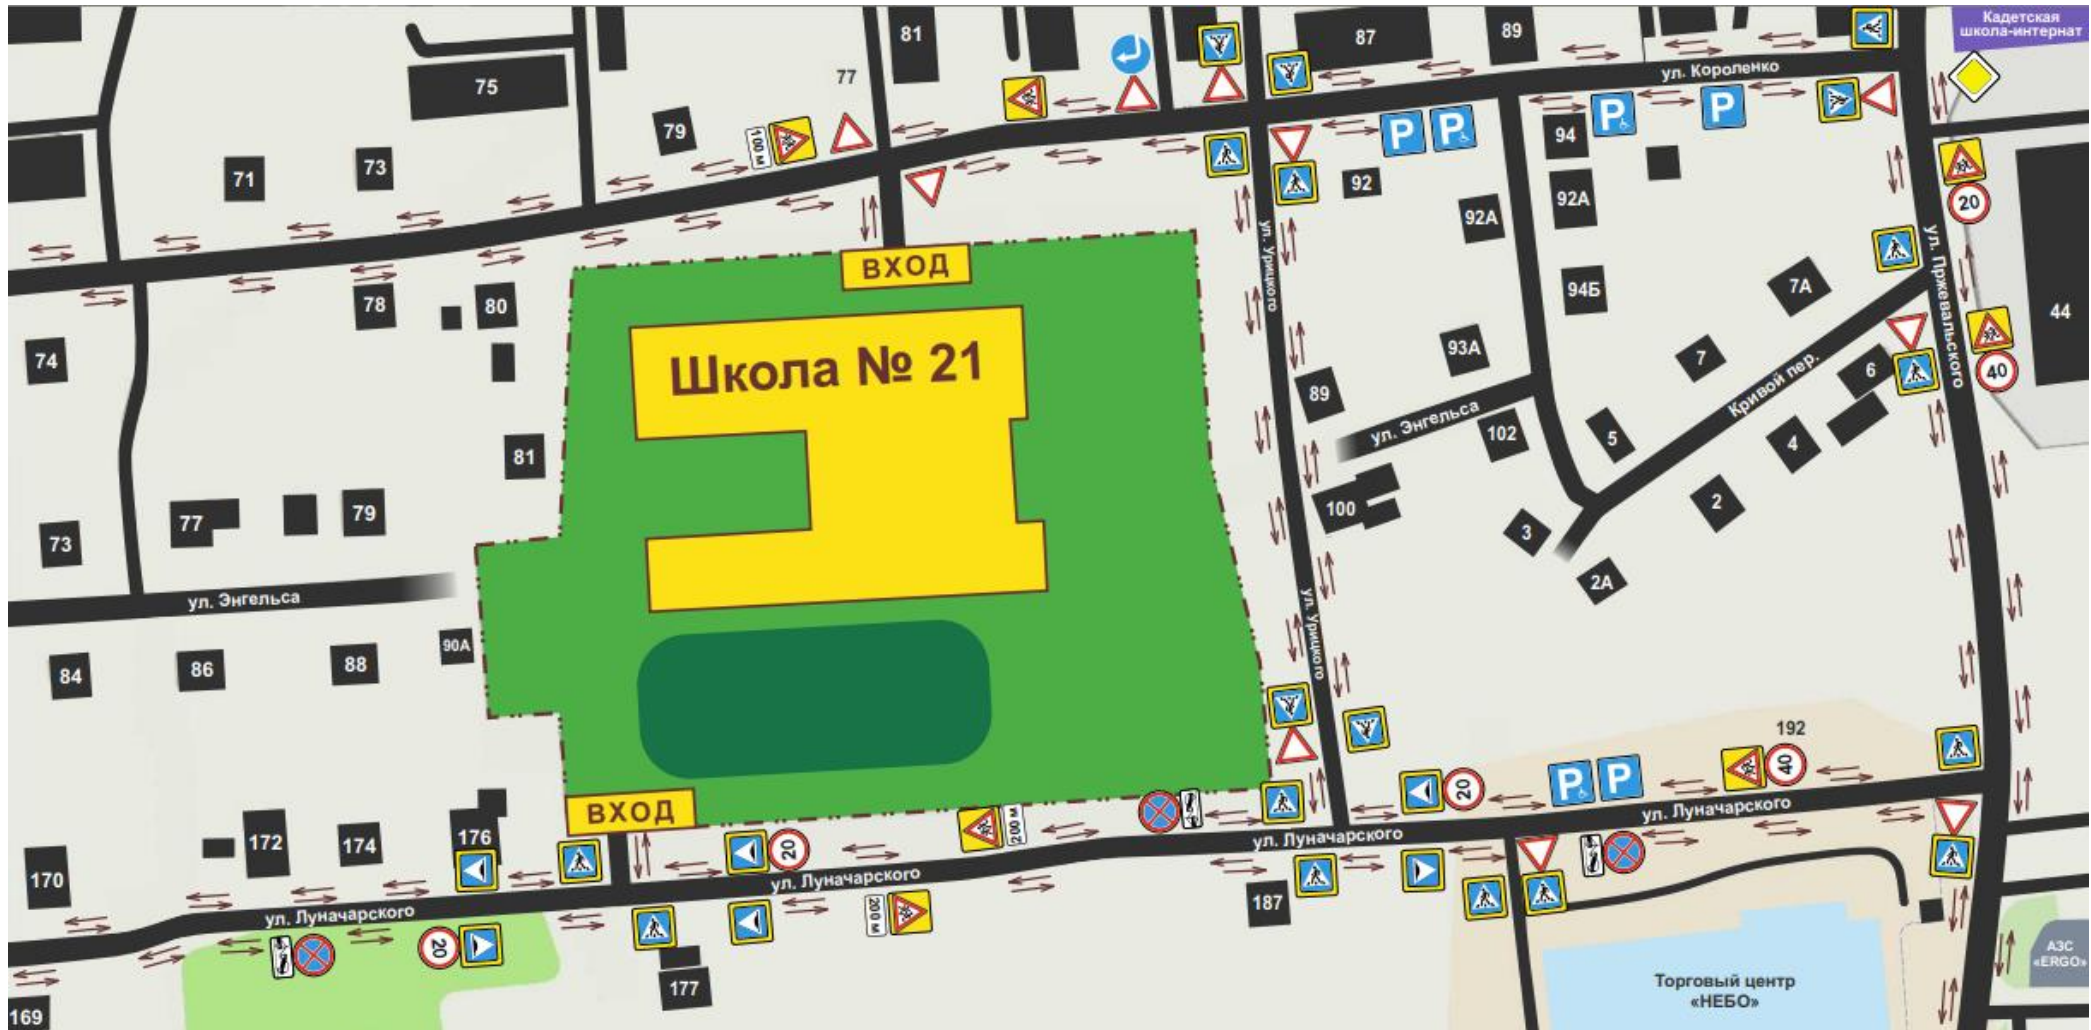 Кадетская
школа-интернат
81
87
89
75
77
ул. Короленко
79
100 м
P
P
P
P
94
71
73
92
92А
92А
20
ул. Урицкого
ул. Пржевальского
ВХОД
78
80
94Б
7А
44
74
Школа № 21
93А
7
6
40
89
Кривой пер.
ул. Энгельса
102
5
4
81
77
79
100
2
73
3
2А
ул. Энгельса
ул. Урицкого
90А
84
86
88
192
40
P
P
20
ул. Луначарского
ВХОД
200 м
172
174
176
20
ул. Луначарского
170
ул. Луначарского
187
ул. Луначарского
200 м
20
177
АЗС
«ERGO»
Торговый центр
«НЕБО»
169